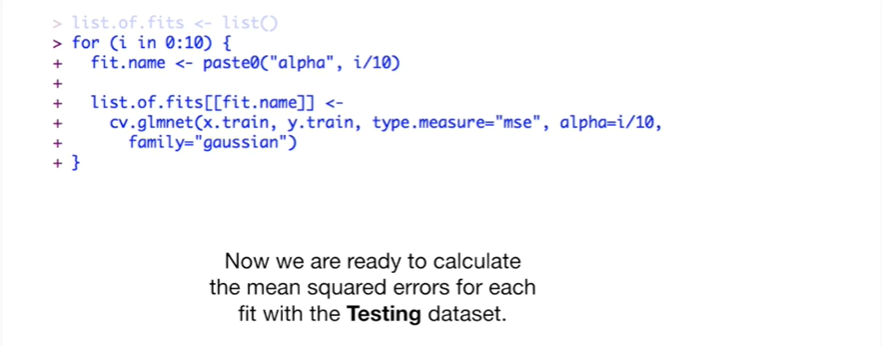 > list.of.fits <- list()
> for (i in 0:10) {
+   fit.name <- paste0("alpha", i/10)
+
+   list.of.fits[[fit.name]] <-
+     cv.glmnet(x.train, y.train, type.measure="mse", alpha=i/10,
+       family="gaussian")
+ }
Now we are ready to calculate
the mean squared errors for each
fit with the Testing dataset.